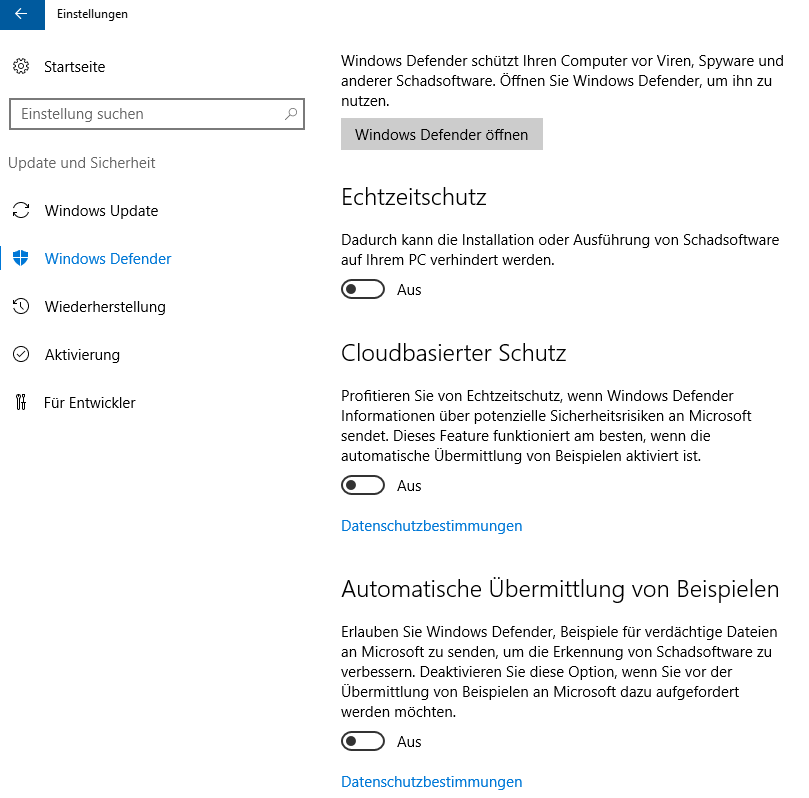 Einstellungen
Startseite
Einstellung suchen
Update und Sicherheit
Windows Update
Windows Defender
Wiederherstellung
Aktivierung
Für Entwickler
Windows Defender schützt Ihren Computer vor Viren, Spyware und
anderer Schadsoftware. Öffnen Sie Windows Defender, um ihn zu
nutzen.
Windows Defender öffnen
Echtzeitschutz
Dadurch kann die Installation oder Ausführung von Schadsoftware
auf Ihrem PC verhindert werden.
Aus
Cloudbasierter Schutz
Profitieren Sie von Echtzeitschutz, wenn Windows Defender
Informationen über potenzielle Sicherheitsrisiken an Microsoft
sendet. Dieses Feature funktioniert am besten, wenn die
automatische Übermittlung von Beispielen aktiviert ist.
Aus
Datenschutzbestimmungen
Automatische Übermittlung von Beispielen
Erlauben Sie Windows Defender, Beispiele für verdächtige Dateien
an Microsoft zu senden, um die Erkennung von Schadsoftware zu
verbessern. Deaktivieren Sie diese Option, wenn Sie vor der
Übermittlung von Beispielen an Microsoft dazu aufgefordert
werden möchten.
Aus
Datenschutzbestimmungen